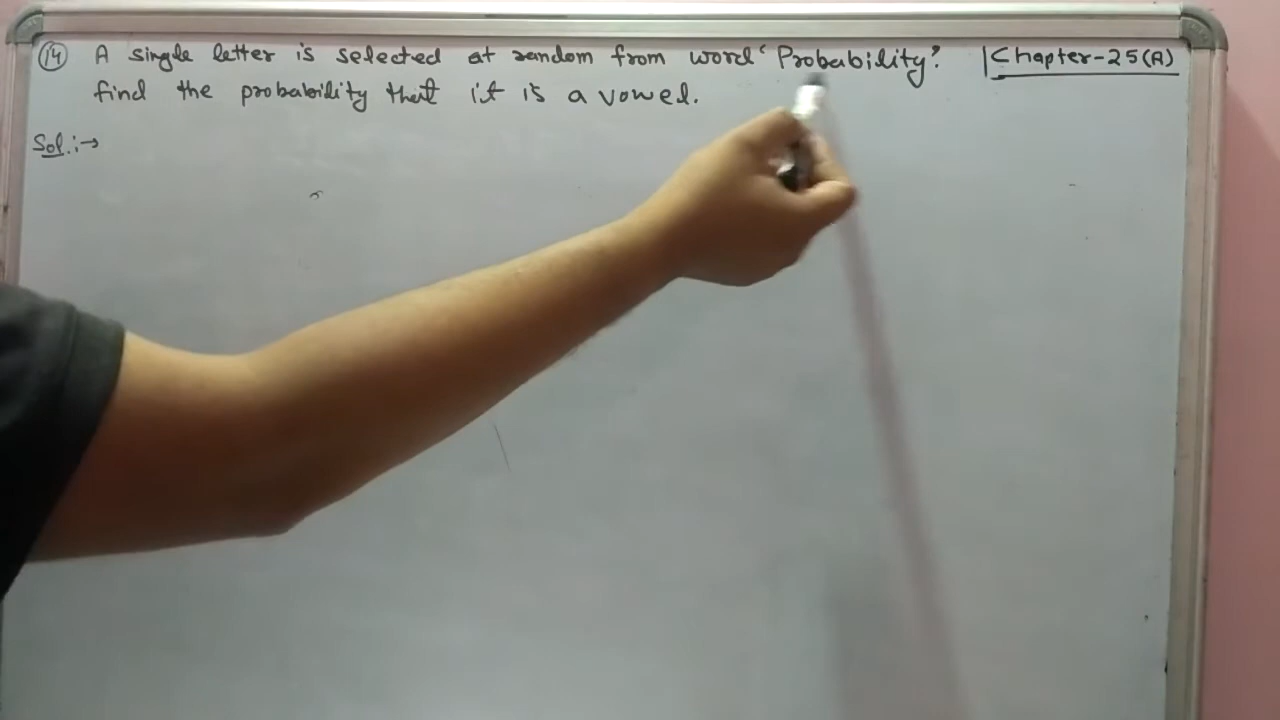 14 A single letter is selected at random from word 'Probability'. |Chapter-25(A)
find the probability that it is a vowel.
Sol.:→